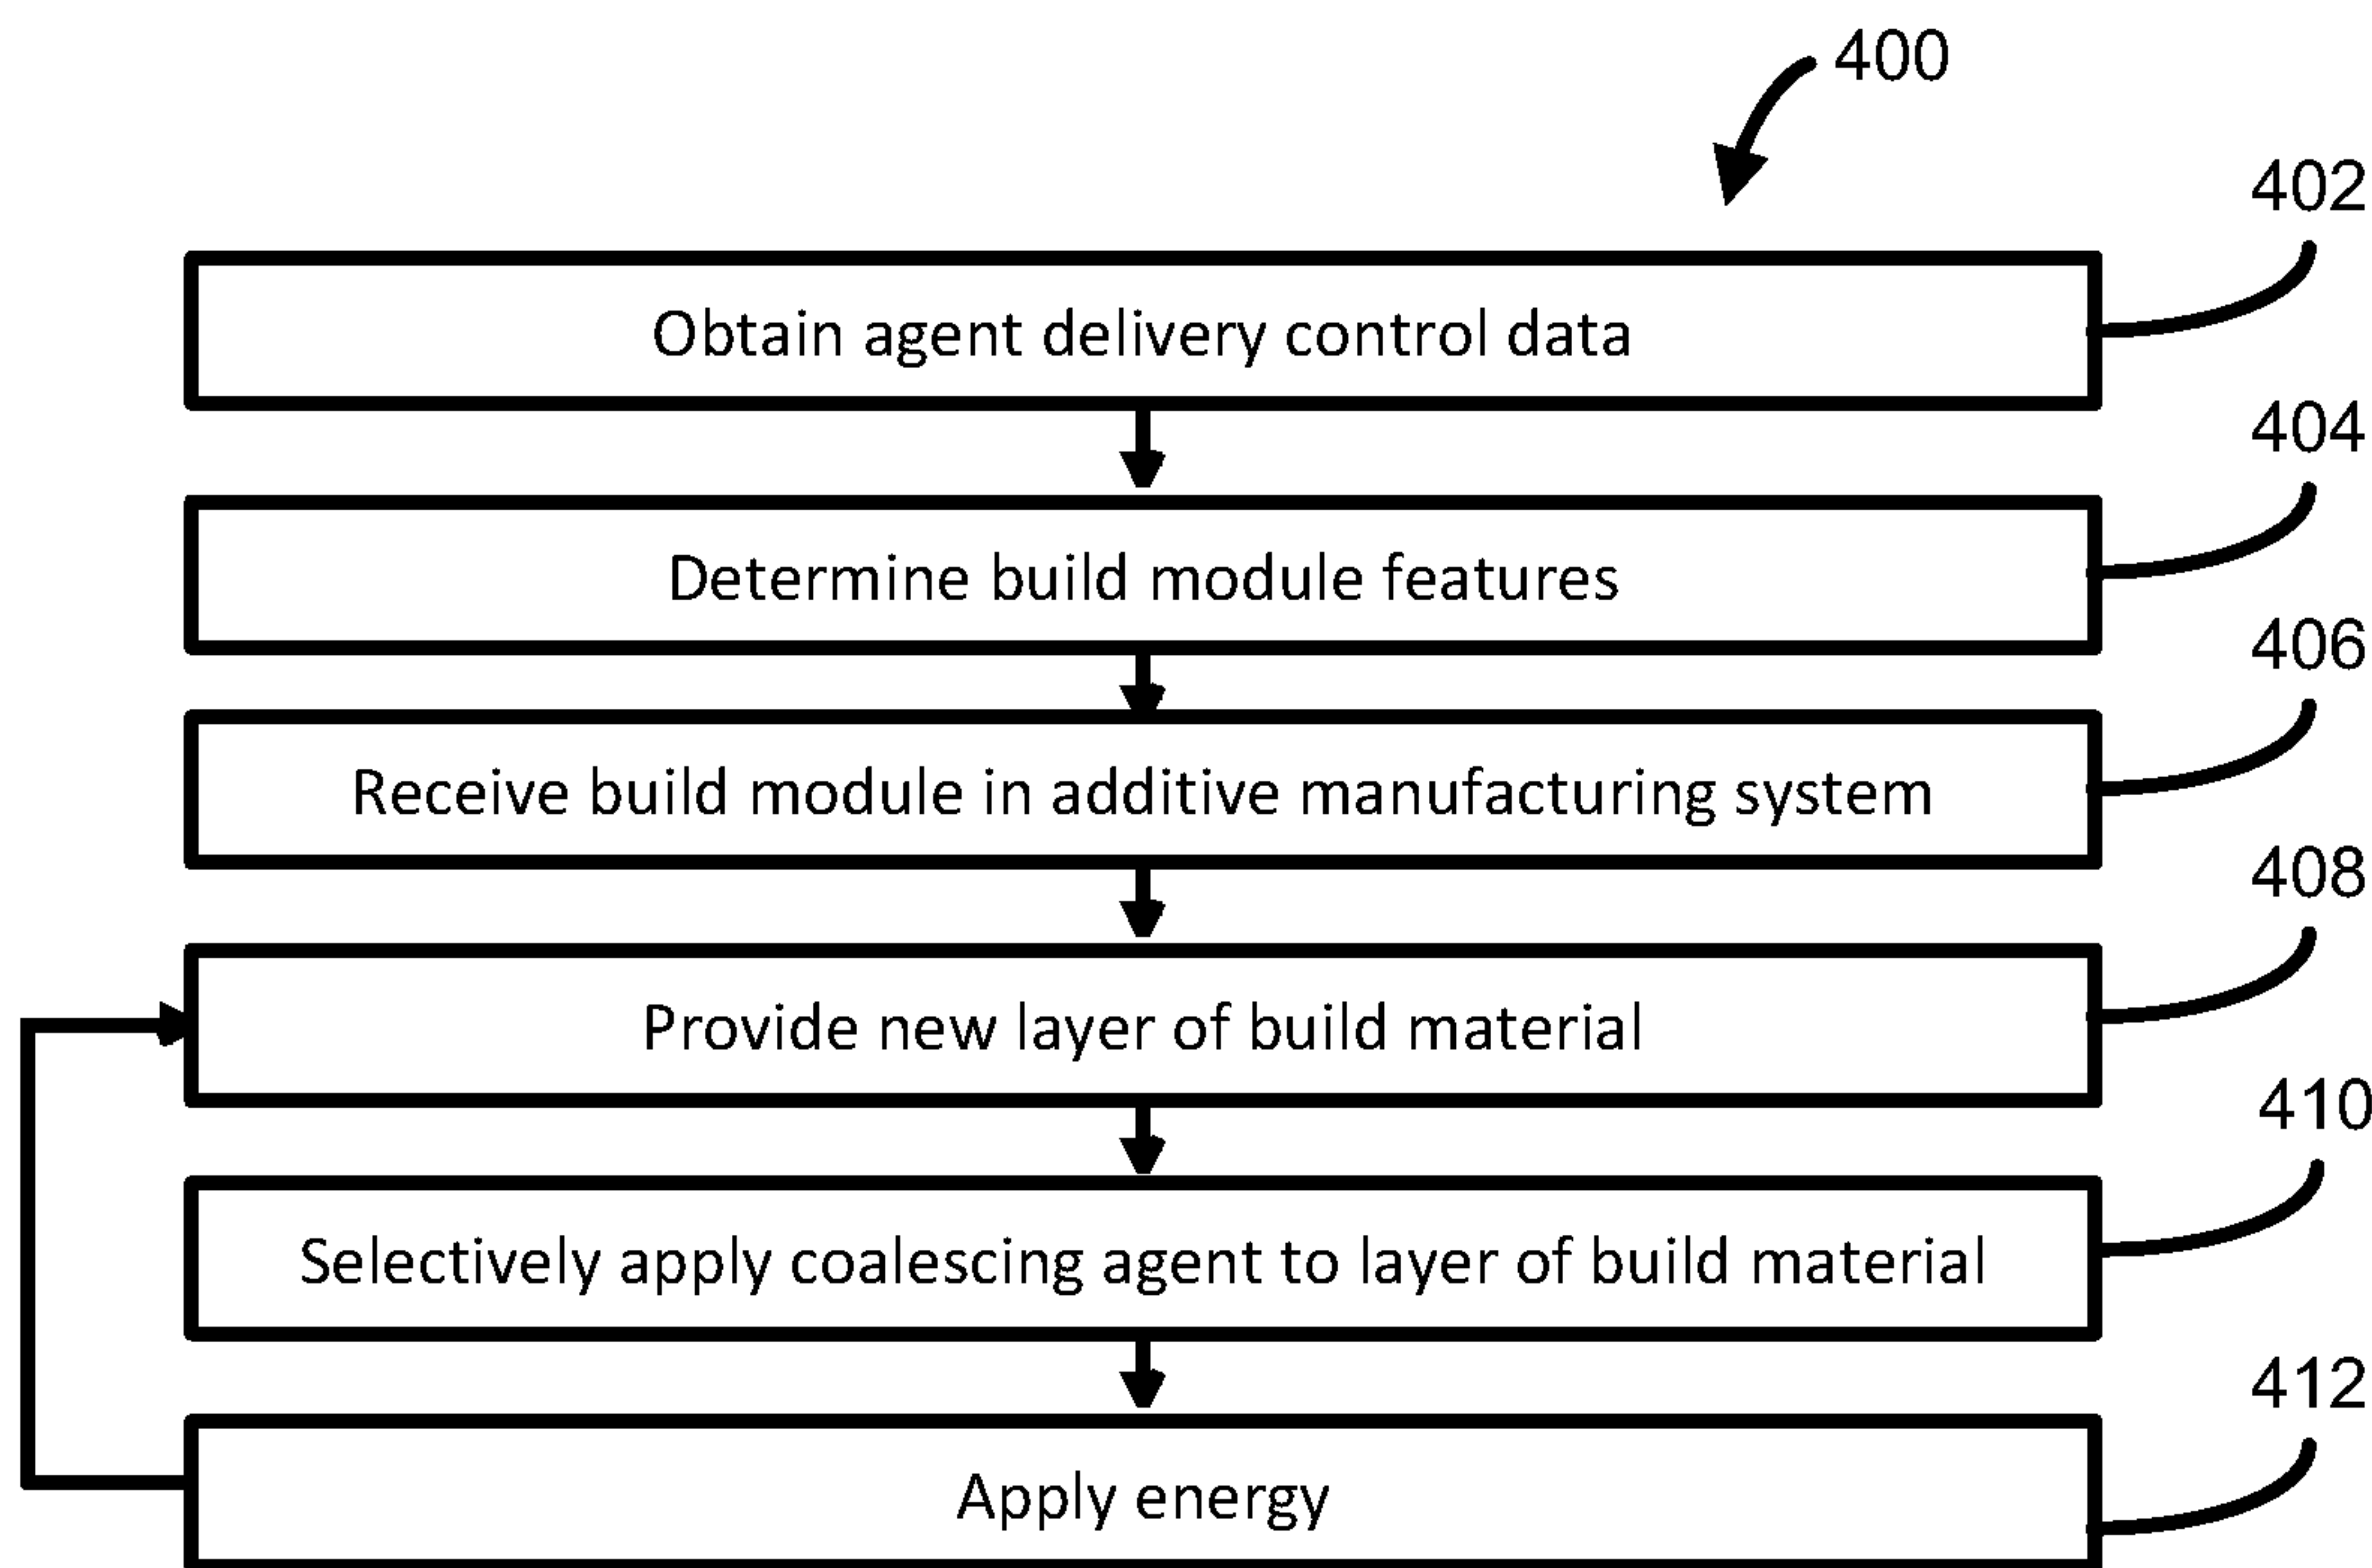 400
402
Obtain agent delivery control data
404
Determine build module features
406
Receive build module in additive manufacturing system
408
Provide new layer of build material
410
Selectively apply coalescing agent to layer of build material
412
Apply energy